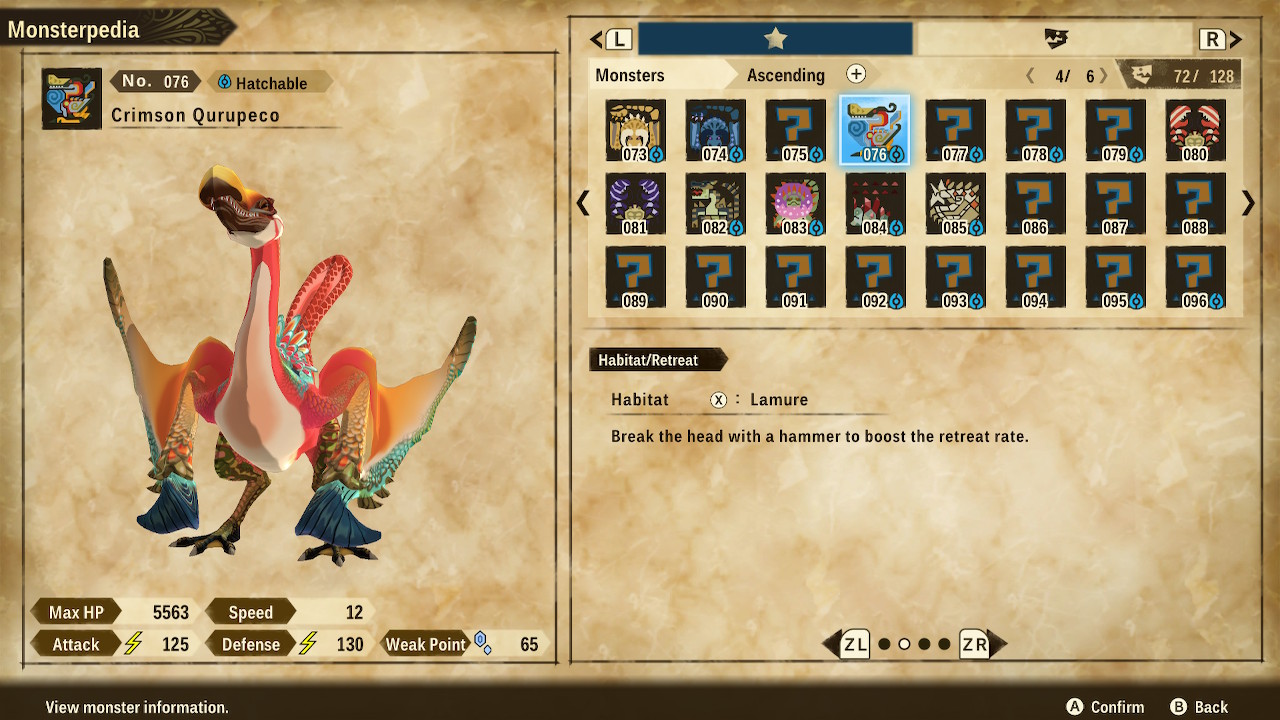 Monsterpedia
No. 076
Hatchable
Crimson Qurupeco
Max HP 5563
Speed 12
Attack 125
Defense 130
Weak Point 65
L
R
Monsters
Ascending
4/ 6
72/ 128
073 074 075 076 077 078 079 080
081 082 083 084 085 086 087 088
089 090 091 092 093 094 095 096
Habitat/Retreat
Habitat X : Lamure
Break the head with a hammer to boost the retreat rate.
ZL ZR
View monster information.
A Confirm B Back